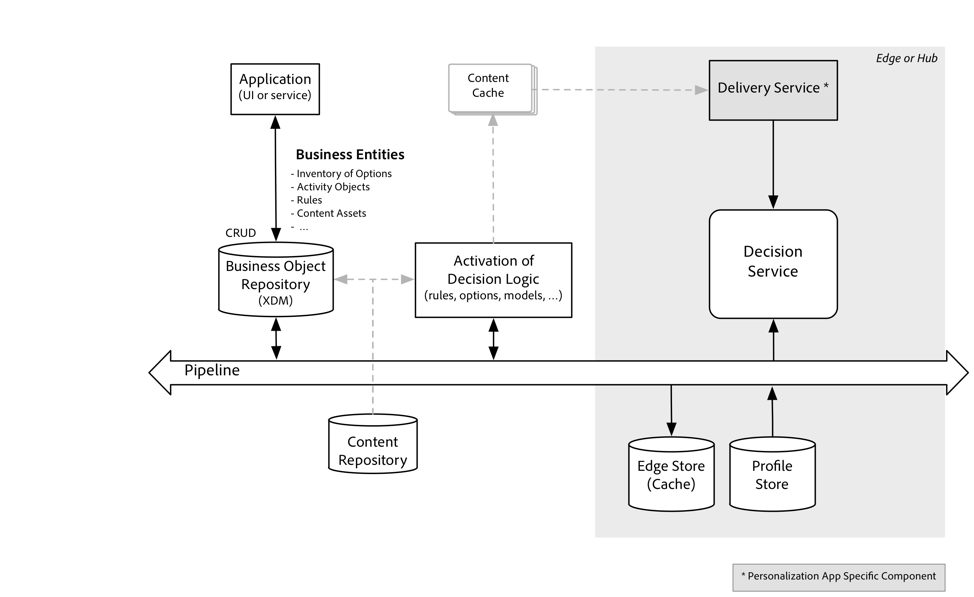 Edge or Hub
Application
(UI or service)
Content
Cache
Delivery Service *
Business Entities
- Inventory of Options
- Activity Objects
- Rules
- Content Assets
- ...
CRUD
Business Object
Repository
(XDM)
Activation of
Decision Logic
(rules, options, models, ...)
Decision
Service
Pipeline
Content
Repository
Edge Store
(Cache)
Profile
Store
* Personalization App Specific Component